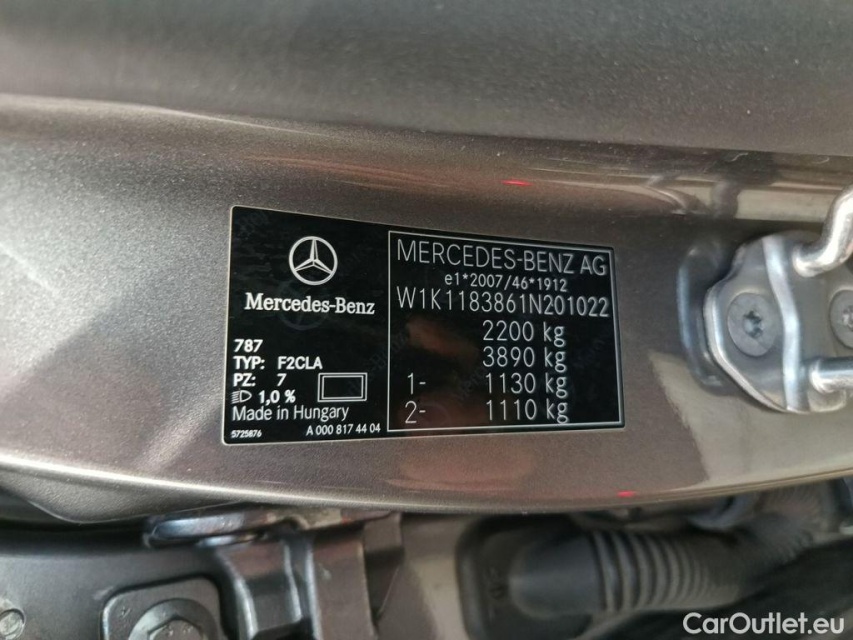 Mercedes-Benz
787
TYP: F2CLA
PZ: 7
1,0 %
Made in Hungary
5725876 A 000 817 44 04
MERCEDES-BENZ AG
e1*2007/46*1912
W1K1183861N201022
2200 kg
3890 kg
1- 1130 kg
2- 1110 kg
CarOutlet.eu